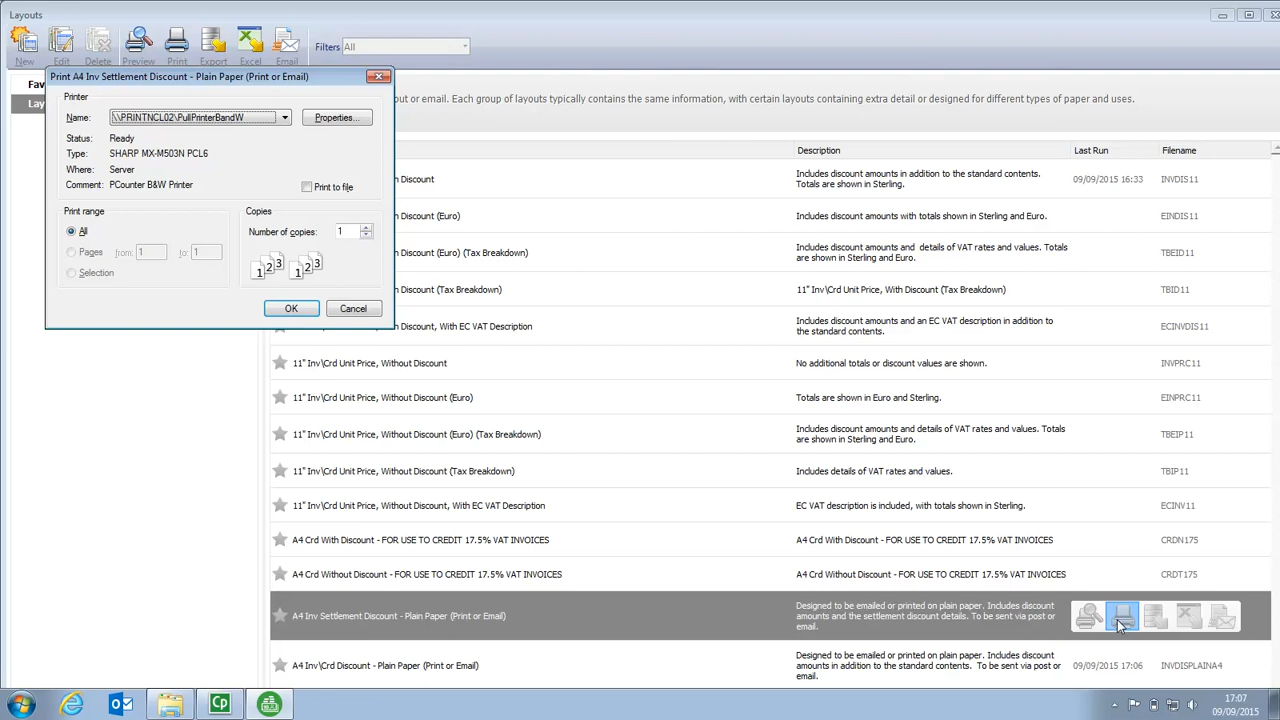 Layouts
New
Edit
Delete
Preview
Print
Export
Excel
Email
Filters
All
Print A4 Inv Settlement Discount - Plain Paper (Print or Email)
Fav
Lay
out or email. Each group of layouts typically contains the same information, with certain layouts containing extra detail or designed for different types of paper and uses.
Printer
Name:
\\PRINTNCL02\PullPrinterBandW
Properties...
Status:
Ready
Type:
SHARP MX-M503N PCL6
Where:
Server
Comment:
PCounter B&W Printer
Print to file
Print range
All
Pages
from:
1
to:
1
Selection
Copies
Number of copies:
1
1 2 3
1 2 3
OK
Cancel
Description
Last Run
Filename
Discount
Includes discount amounts in addition to the standard contents.
Totals are shown in Sterling.
09/09/2015 16:33
INVDIS11
Discount (Euro)
Includes discount amounts with totals shown in Sterling and Euro.
EINDIS11
Discount (Euro) (Tax Breakdown)
Includes discount amounts and details of VAT rates and values. Totals
are shown in Sterling and Euro.
TBEID11
Discount (Tax Breakdown)
11" Inv\Crd Unit Price, With Discount (Tax Breakdown)
TBID11
Discount, With EC VAT Description
Includes discount amounts and an EC VAT description in addition to
the standard contents.
ECINVDIS11
11" Inv\Crd Unit Price, Without Discount
No additional totals or discount values are shown.
INVPRC11
11" Inv\Crd Unit Price, Without Discount (Euro)
Totals are shown in Euro and Sterling.
EINPRC11
11" Inv\Crd Unit Price, Without Discount (Euro) (Tax Breakdown)
Includes discount amounts and details of VAT rates and values. Totals
are shown in Sterling and Euro.
TBEIP11
11" Inv\Crd Unit Price, Without Discount (Tax Breakdown)
Includes details of VAT rates and values.
TBIP11
11" Inv\Crd Unit Price, Without Discount, With EC VAT Description
EC VAT description is included, with totals shown in Sterling.
ECINV11
A4 Crd With Discount - FOR USE TO CREDIT 17.5% VAT INVOICES
A4 Crd With Discount - FOR USE TO CREDIT 17.5% VAT INVOICES
CRDN175
A4 Crd Without Discount - FOR USE TO CREDIT 17.5% VAT INVOICES
A4 Crd Without Discount - FOR USE TO CREDIT 17.5% VAT INVOICES
CRDT175
A4 Inv Settlement Discount - Plain Paper (Print or Email)
Designed to be emailed or printed on plain paper. Includes discount
amounts and the settlement discount details. To be sent via post or
email.
A4 Inv\Crd Discount - Plain Paper (Print or Email)
Designed to be emailed or printed on plain paper. Includes discount
amounts in addition to the standard contents. To be sent via post or
email.
09/09/2015 17:06
INVDISPLAINA4
Cp
17:07
09/09/2015